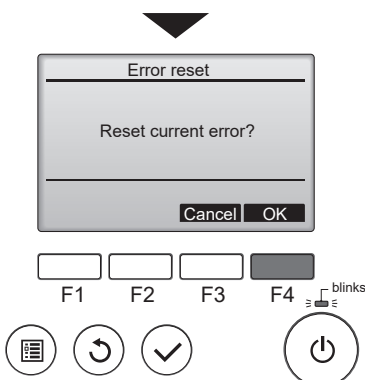 Error reset
Reset current error?
Cancel OK
F1 F2 F3 F4
blinks